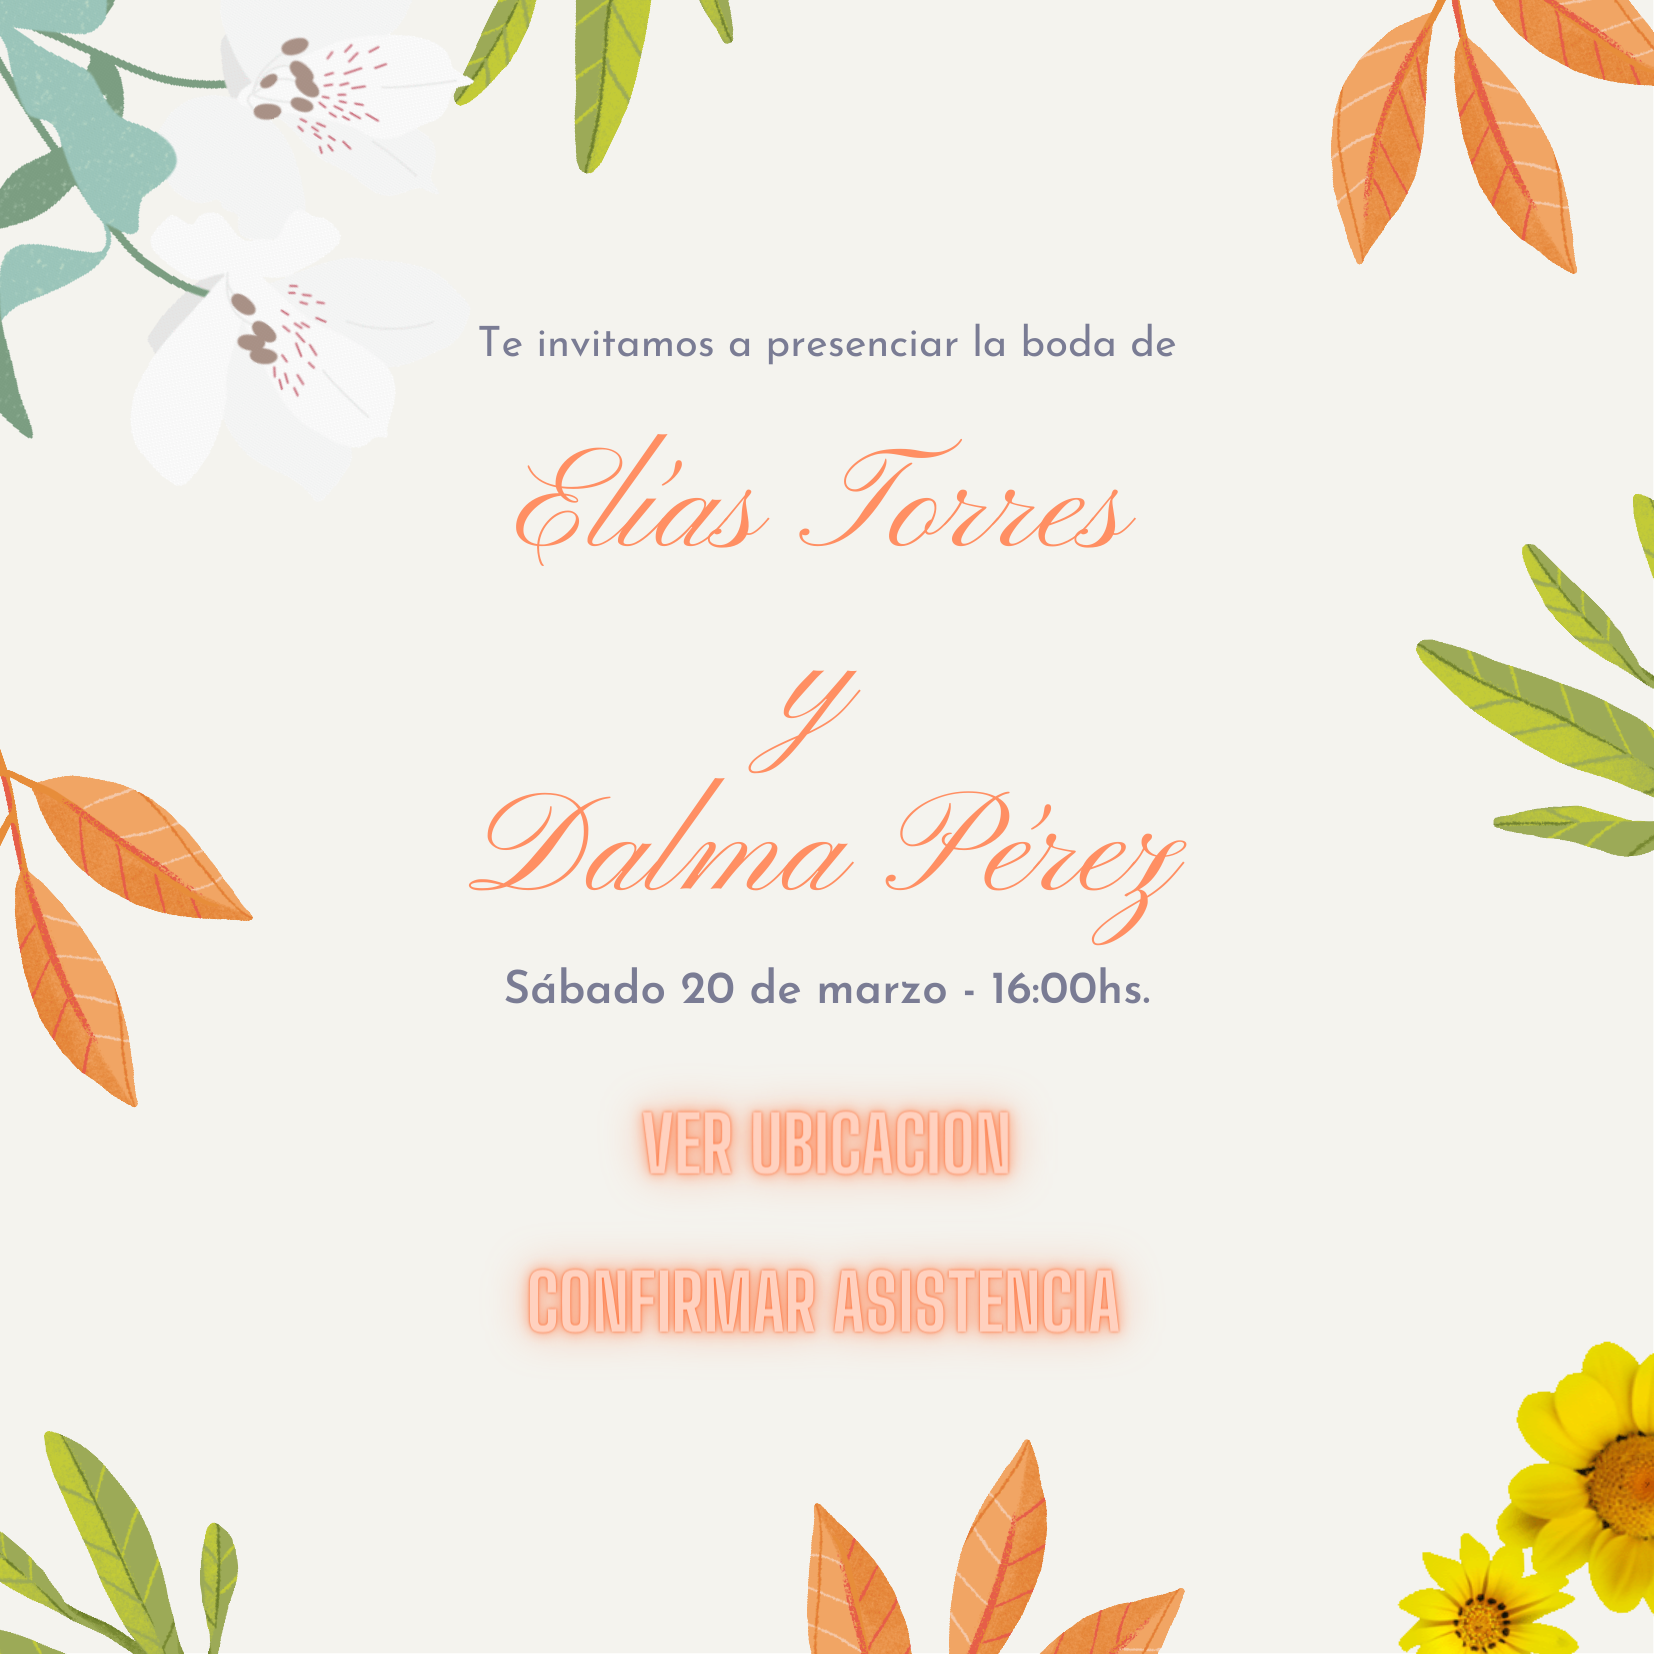 Te invitamos a presenciar la boda de
Elías Torres
y
Dalma Pérez
Sábado 20 de marzo - 16:00hs.
VER UBICACION
CONFIRMAR ASISTENCIA